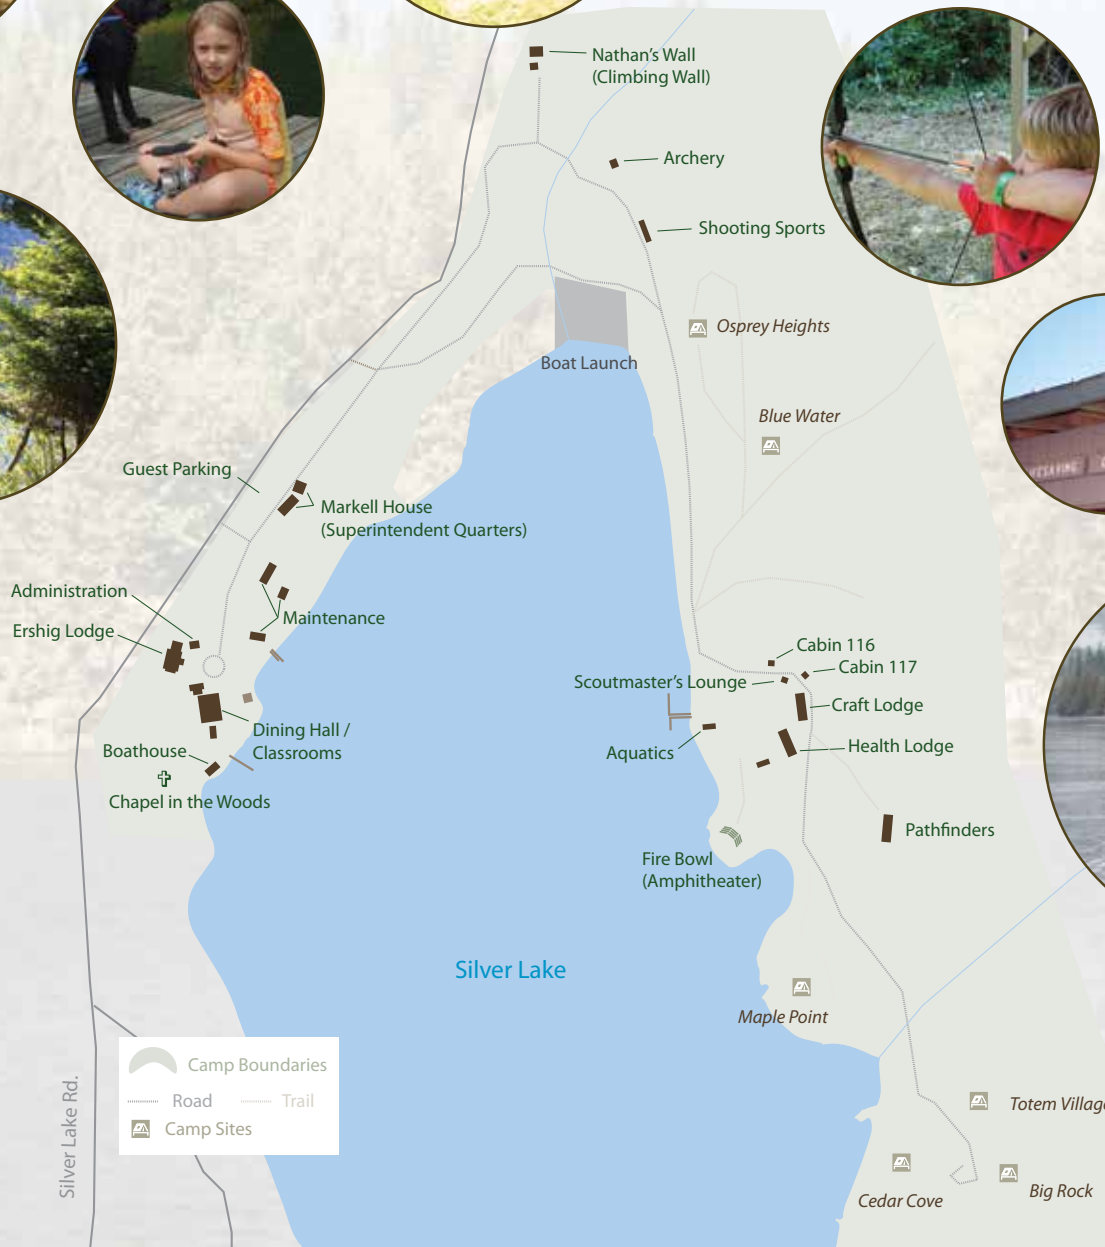 Nathan's Wall
(Climbing Wall)
Archery
Shooting Sports
Osprey Heights
Boat Launch
Blue Water
Guest Parking
Markell House
(Superintendent Quarters)
Administration
Maintenance
Ershig Lodge
Cabin 116
Cabin 117
Scoutmaster's Lounge
Craft Lodge
Dining Hall /
Classrooms
Boathouse
Aquatics
Health Lodge
Chapel in the Woods
Pathfinders
Fire Bowl
(Amphitheater)
Silver Lake
Maple Point
Camp Boundaries
Road
Trail
Camp Sites
Silver Lake Rd.
Totem Village
Cedar Cove
Big Rock